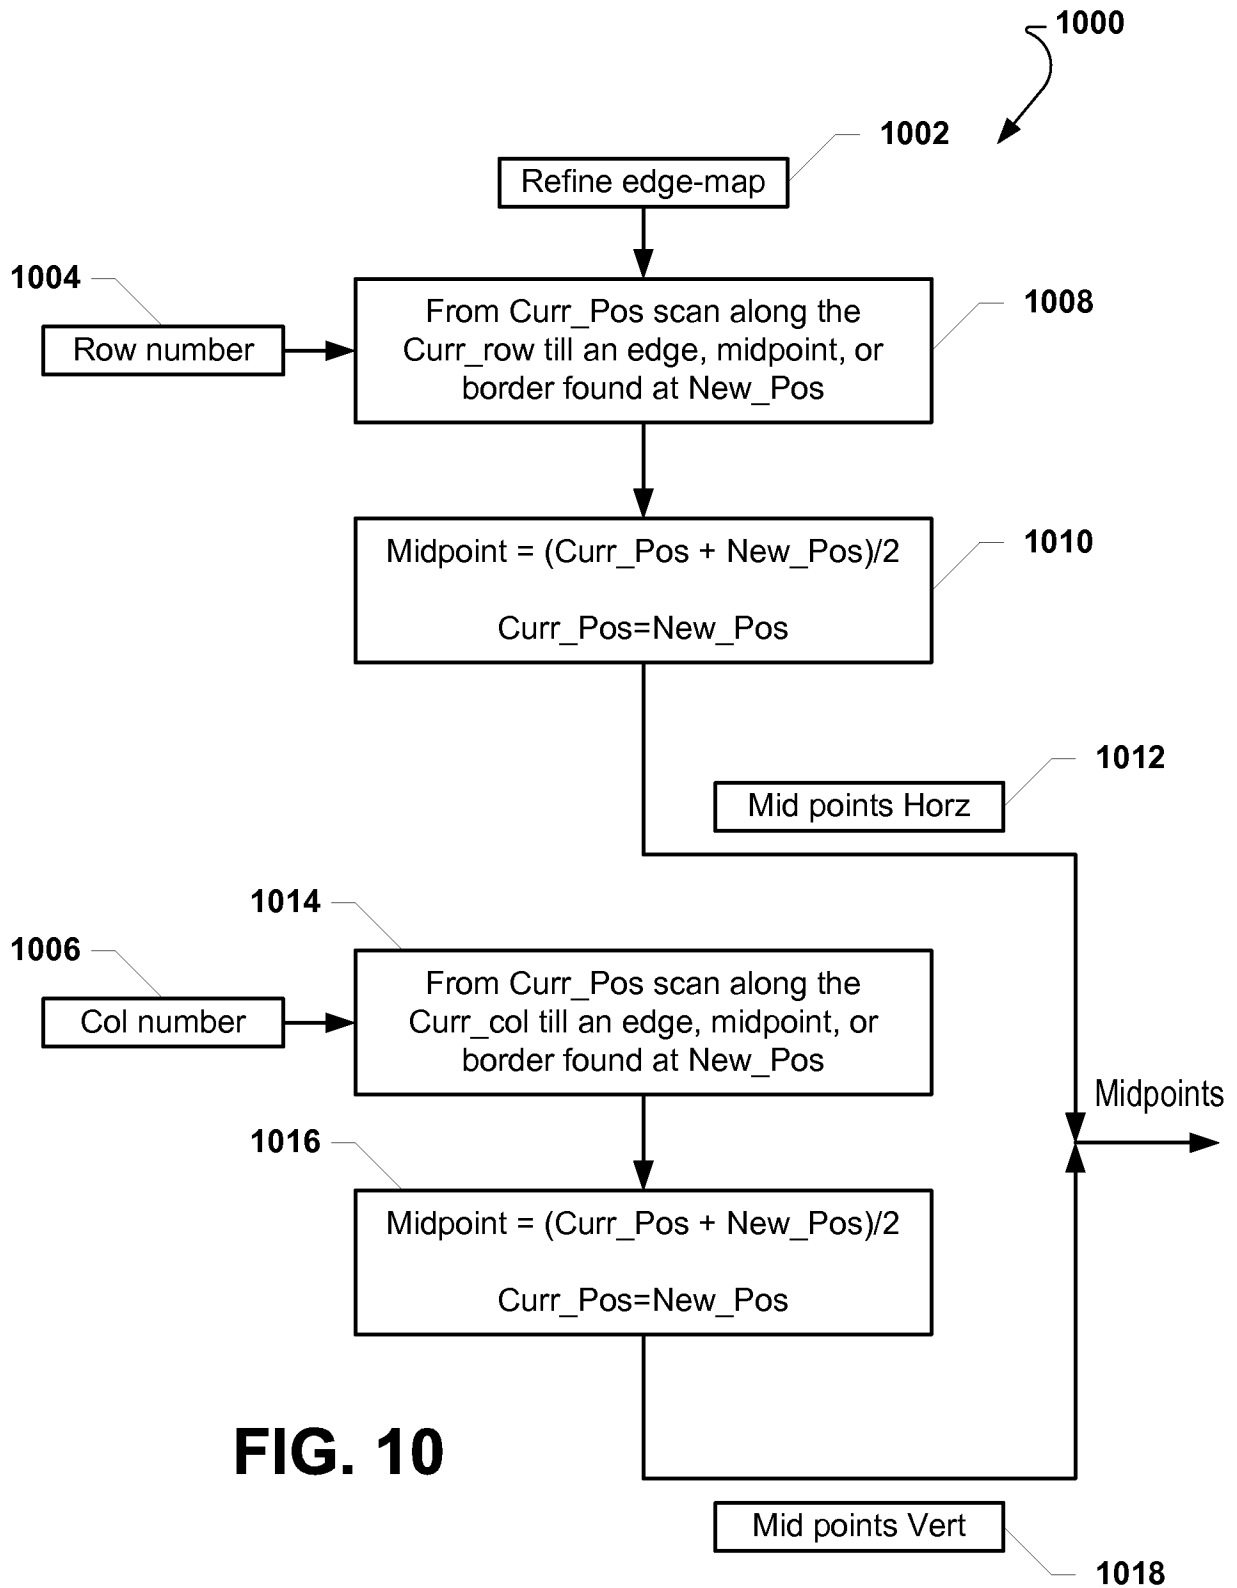 1000
1002
Refine edge-map
1004
Row number
1008
From Curr_Pos scan along the
Curr_row till an edge, midpoint, or
border found at New_Pos
1010
Midpoint = (Curr_Pos + New_Pos)/2
Curr_Pos=New_Pos
1012
Mid points Horz
1014
1006
Col number
From Curr_Pos scan along the
Curr_col till an edge, midpoint, or
border found at New_Pos
Midpoints
1016
Midpoint = (Curr_Pos + New_Pos)/2
Curr_Pos=New_Pos
FIG. 10
Mid points Vert
1018